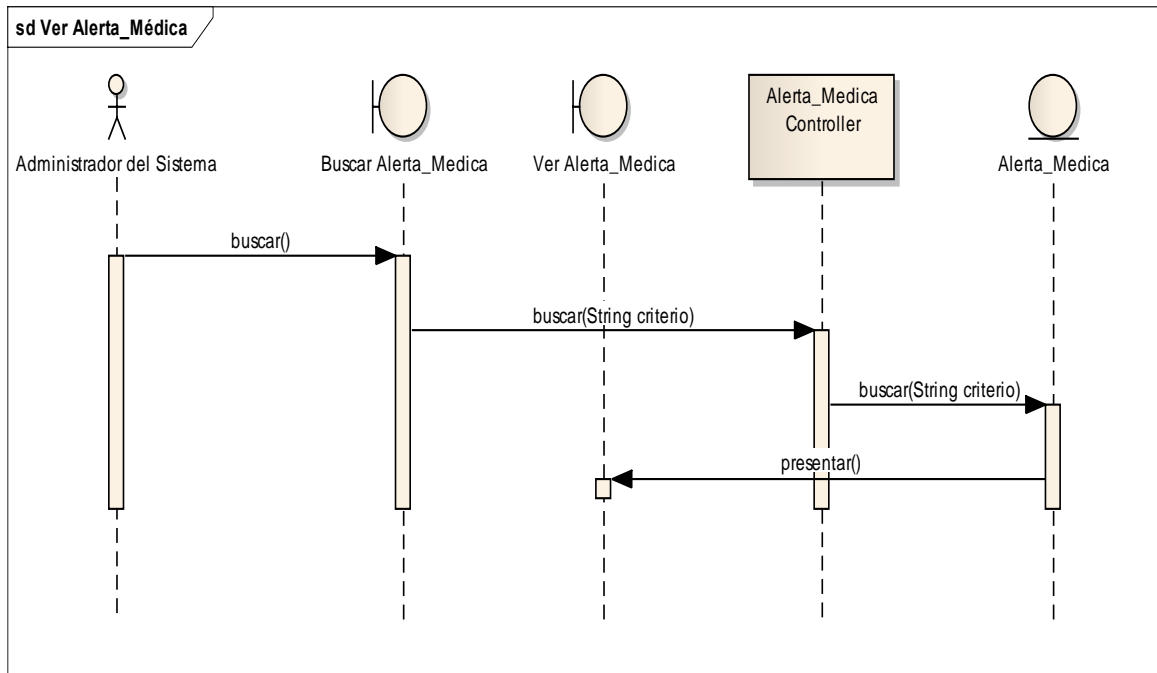 sd Ver Alerta_Médica
Administrador del Sistema
Buscar Alerta_Medica
Ver Alerta_Medica
Alerta_Medica
Controller
Alerta_Medica
buscar()
buscar(String criterio)
buscar(String criterio)
presentar()